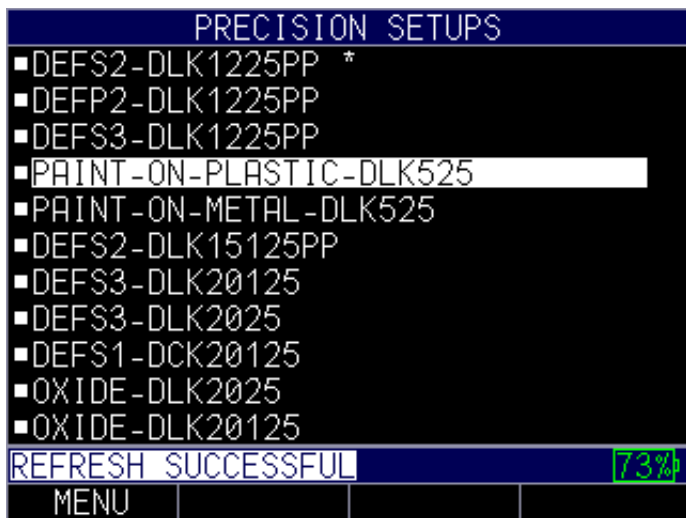 PRECISION SETUPS
DEFS2-DLK1225PP *
DEFP2-DLK1225PP
DEFS3-DLK1225PP
PAINT-ON-PLASTIC-DLK525
PAINT-ON-METAL-DLK525
DEFS2-DLK15125PP
DEFS3-DLK20125
DEFS3-DLK2025
DEFS1-DCK20125
OXIDE-DLK2025
OXIDE-DLK20125
REFRESH SUCCESSFUL 73%
MENU